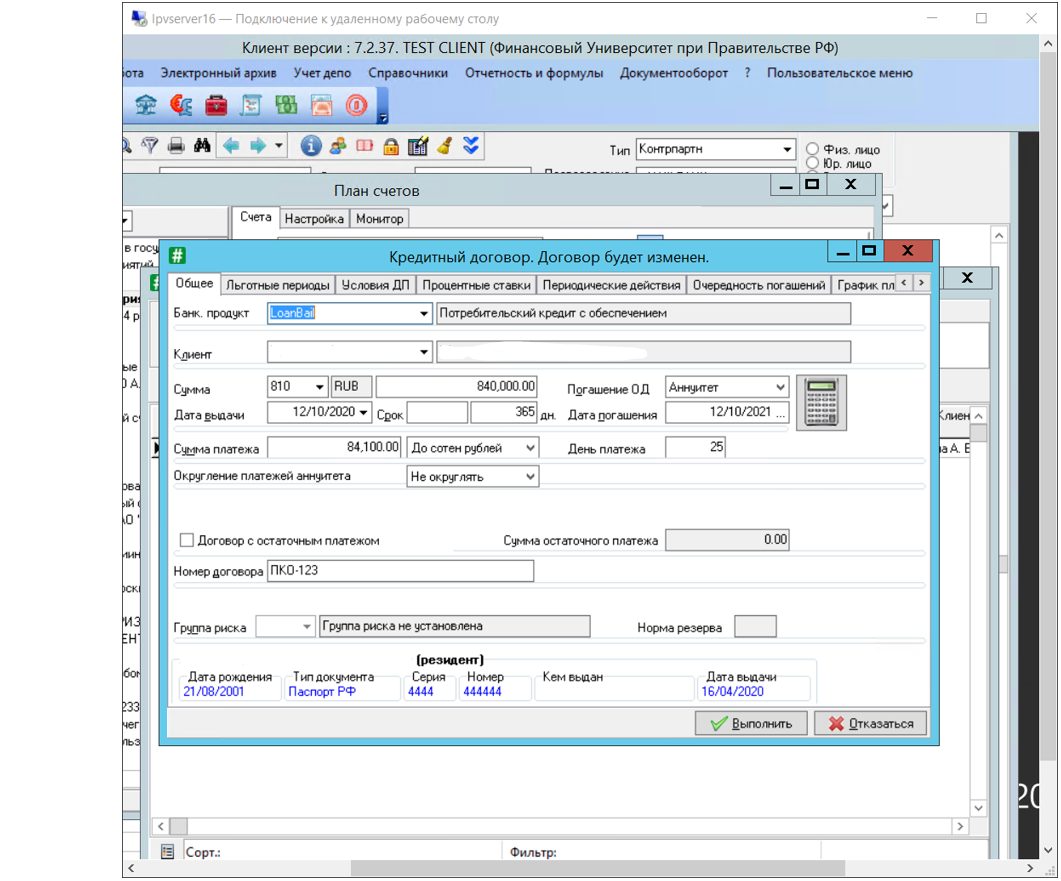 lpvserver16 — Подключение к удаленному рабочему столу
Клиент версии : 7.2.37. TEST CLIENT (Финансовый Университет при Правительстве РФ)
Электронный архив Учет депо Справочники Отчетность и формулы Документооборот ? Пользовательское меню
Тип Контрпартн Физ. лицо
Юр. лицо
План счетов
Счета Настройка Монитор
Кредитный договор. Договор будет изменен.
Общее Льготные периоды Условия ДП Процентные ставки Периодические действия Очередность погашений График пл
Банк. продукт LoanBail Потребительский кредит с обеспечением
Клиент
Сумма 810 RUB 840,000.00 Погашение ОД Аннуитет
Дата выдачи 12/10/2020 Срок 365 дн. Дата погашения 12/10/2021 ...
Сумма платежа 84,100.00 До сотен рублей День платежа 25
Округление платежей аннуитета Не округлять
Договор с остаточным платежом Сумма остаточного платежа 0.00
Номер договора ПКО-123
Группа риска Группа риска не установлена Норма резерва
(резидент)
Дата рождения Тип документа Серия Номер Кем выдан Дата выдачи
21/08/2001 Паспорт РФ 4444 444444 16/04/2020
Выполнить Отказаться
Сорт.: Фильтр: